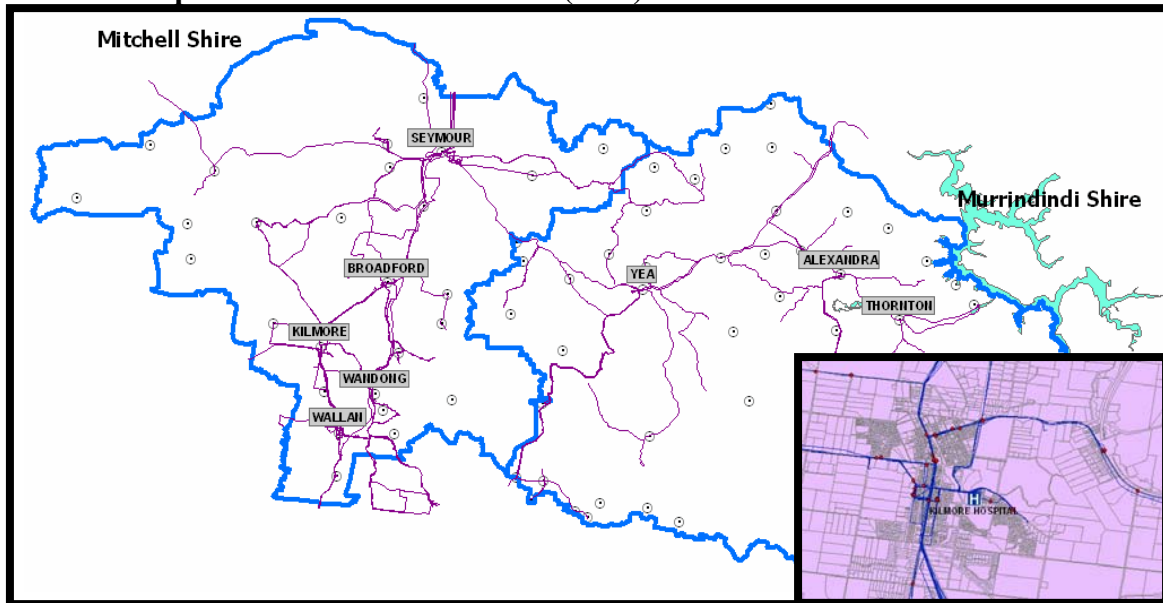 Mitchell Shire
SEYMOUR
Murrindindi Shire
BROADFORD
YEA
ALEXANDRA
THORNTON
KILMORE
WANDONG
WALLAN
H
KILMORE HOSPITAL